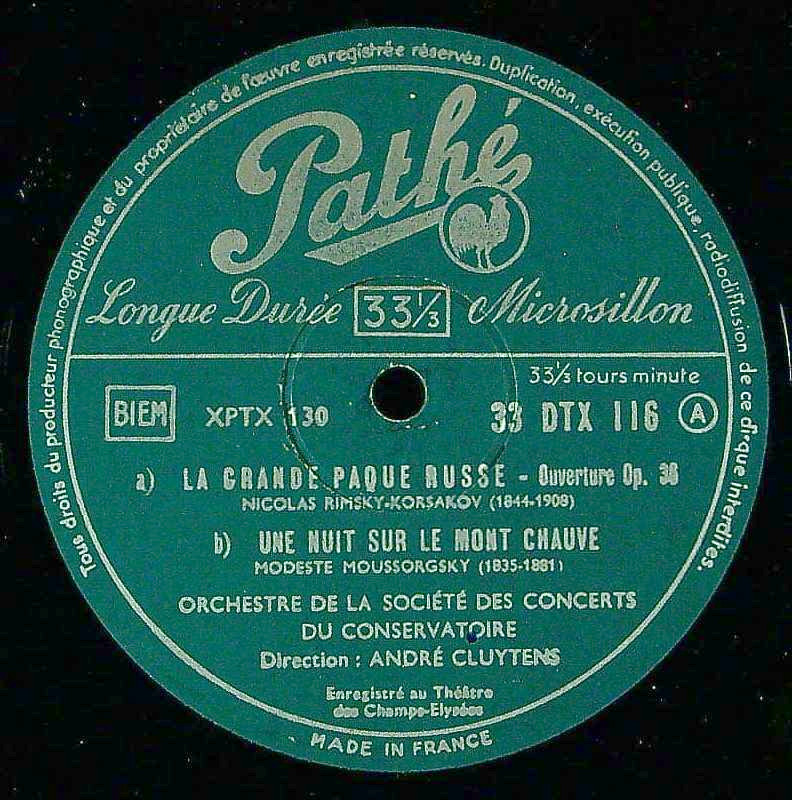 Tous droits du producteur phonographique et du propriétaire de l'œuvre enregistrée réservés. Duplication, exécution publique, radiodiffusion de ce disque interdites.
Pathé
Longue Durée 33 1/3 Microsillon
33 1/3 tours minute
BIEM XPTX 130 33 DTX 116 A
a) LA GRANDE PAQUE RUSSE - Ouverture Op. 36
NICOLAS RIMSKY-KORSAKOV (1844-1908)
b) UNE NUIT SUR LE MONT CHAUVE
MODESTE MOUSSORGSKY (1835-1881)
ORCHESTRE DE LA SOCIÉTÉ DES CONCERTS
DU CONSERVATOIRE
Direction : ANDRÉ CLUYTENS
Enregistré au Théâtre
des Champs-Elysées
MADE IN FRANCE